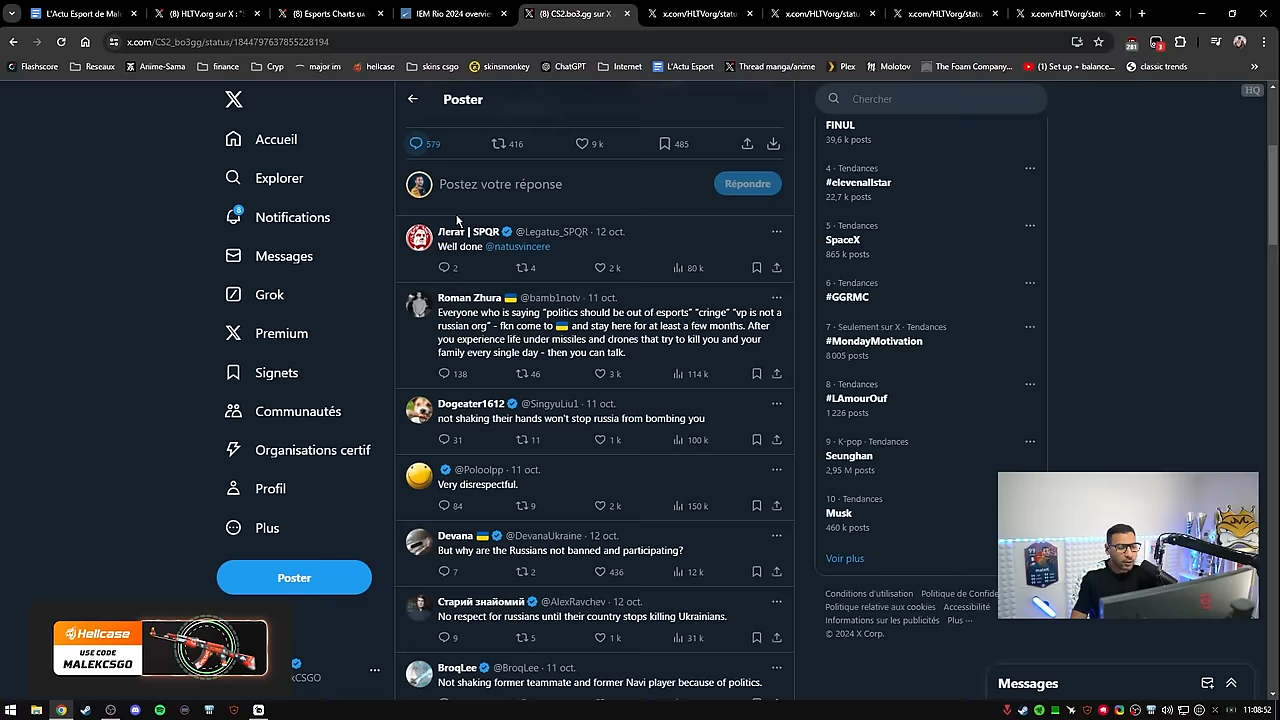 L'Actu Esport de Mal
(8) HLTV.org sur X : "S
(8) Esports Charts
IEM Rio 2024 overvie
(8) CS2.bo3.gg sur X
x.com/HLTVorg/statu
x.com/HLTVorg/statu
x.com/HLTVorg/statu
x.com/HLTVorg/statu
x.com/CS2_bo3gg/status/1844797637855228194
281
3
Flashscore
Reseaux
Anime-Sama
finance
Cryp
major im
hellcase
skins csgo
skinsmonkey
ChatGPT
Internet
L'Actu Esport
Thread manga/anime
Plex
Molotov
The Foam Company...
(1) Set up + balance...
classic trends
HQ
Accueil
Explorer
8
Notifications
Messages
Grok
Premium
Signets
Communautés
Organisations certif
Profil
Plus
Poster
Hellcase
USE CODE
MALEKCSGO
CSGO
Poster
579
416
9 k
485
Postez votre réponse
Répondre
Легат | SPQR @Legatus_SPQR · 12 oct.
Well done @natusvincere
2
4
2 k
80 k
Roman Zhura @bamb1notv · 11 oct.
Everyone who is saying "politics should be out of esports" "cringe" "vp is not a
russian org" - fkn come to 🇺🇦 and stay here for at least a few months. After
you experience life under missiles and drones that try to kill you and your
family every single day - then you can talk.
138
46
3 k
114 k
Dogeater1612 @SingyuLiu1 · 11 oct.
not shaking their hands won't stop russia from bombing you
31
11
1 k
100 k
@Poloolpp · 11 oct.
Very disrespectful.
84
9
2 k
150 k
Devana @DevanaUkraine · 12 oct.
But why are the Russians not banned and participating?
7
2
436
12 k
Старий знайомий @AlexRavchev · 12 oct.
No respect for russians until their country stops killing Ukrainians.
9
5
1 k
31 k
BroqLee @BroqLee · 11 oct.
Not shaking former teammate and former Navi player because of politics.
Chercher
FINUL
39,6 k posts
4 · Tendances
#elevenallstar
22,7 k posts
5 · Tendances
SpaceX
865 k posts
6 · Tendances
#GGRMC
7 · Seulement sur X · Tendances
#MondayMotivation
8 005 posts
8 · Tendances
#LAmourOuf
1 226 posts
9 · K-pop · Tendances
Seunghan
2,95 M posts
10 · Tendances
Musk
460 k posts
Voir plus
Conditions d'utilisation Politique de Confide
Politique relative aux cookies Accessibilité
Informations sur les publicités Plus ···
© 2024 X Corp.
Messages
11:08:52